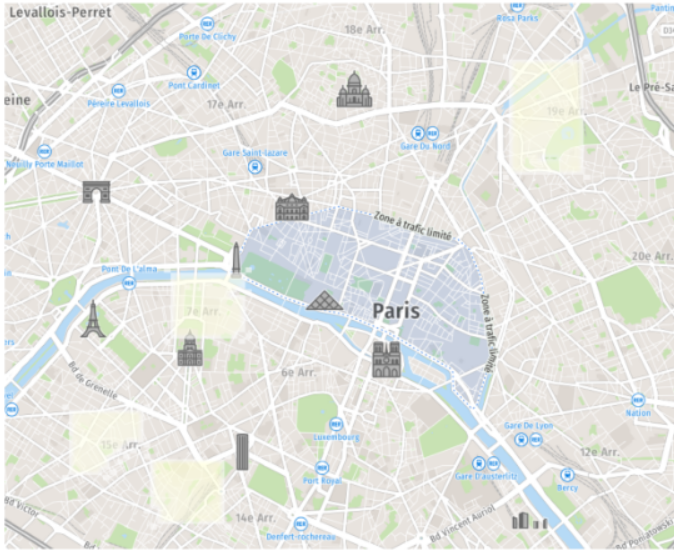 Levallois-Perret
Rosa Parks
Pantin
Porte De Clichy
18e Arr.
Pont Cardinet
Le Pré-Sa
eine
Péreire Levallois
17e Arr.
19e Arr.
Gare Du Nord
Neuilly Porte Maillot
Gare Saint-lazare
Zone à trafic limité
20e Arr.
Pont De L'alma
Zone à trafic limité
Paris
7e Arr.
6e Arr.
Bd de Grenelle
Nation
Gare De Lyon
Luxembourg
15e Arr.
12e Arr.
Port Royal
Gare D'austerlitz
Bercy
Bd Victor
14e Arr.
Denfert-rochereau
Bd Vincent Auriol
Bd Poniatowski